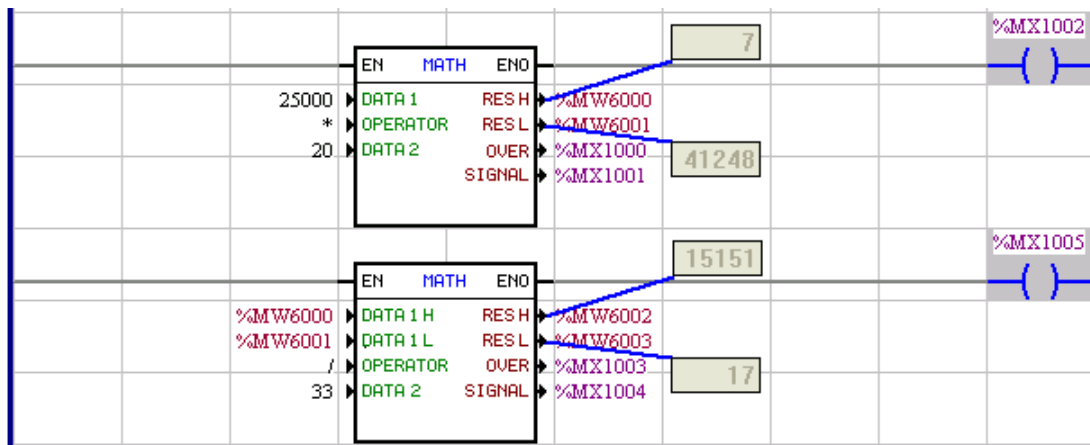 %MX1002
7
EN MATH ENO
25000 DATA 1 RES H %MW6000
* OPERATOR RES L %MW6001
20 DATA 2 OVER %MX1000
41248
SIGNAL %MX1001
%MX1005
15151
EN MATH ENO
%MW6000 DATA 1 H RES H %MW6002
%MW6001 DATA 1 L RES L %MW6003
/ OPERATOR OVER %MX1003
17
33 DATA 2 SIGNAL %MX1004